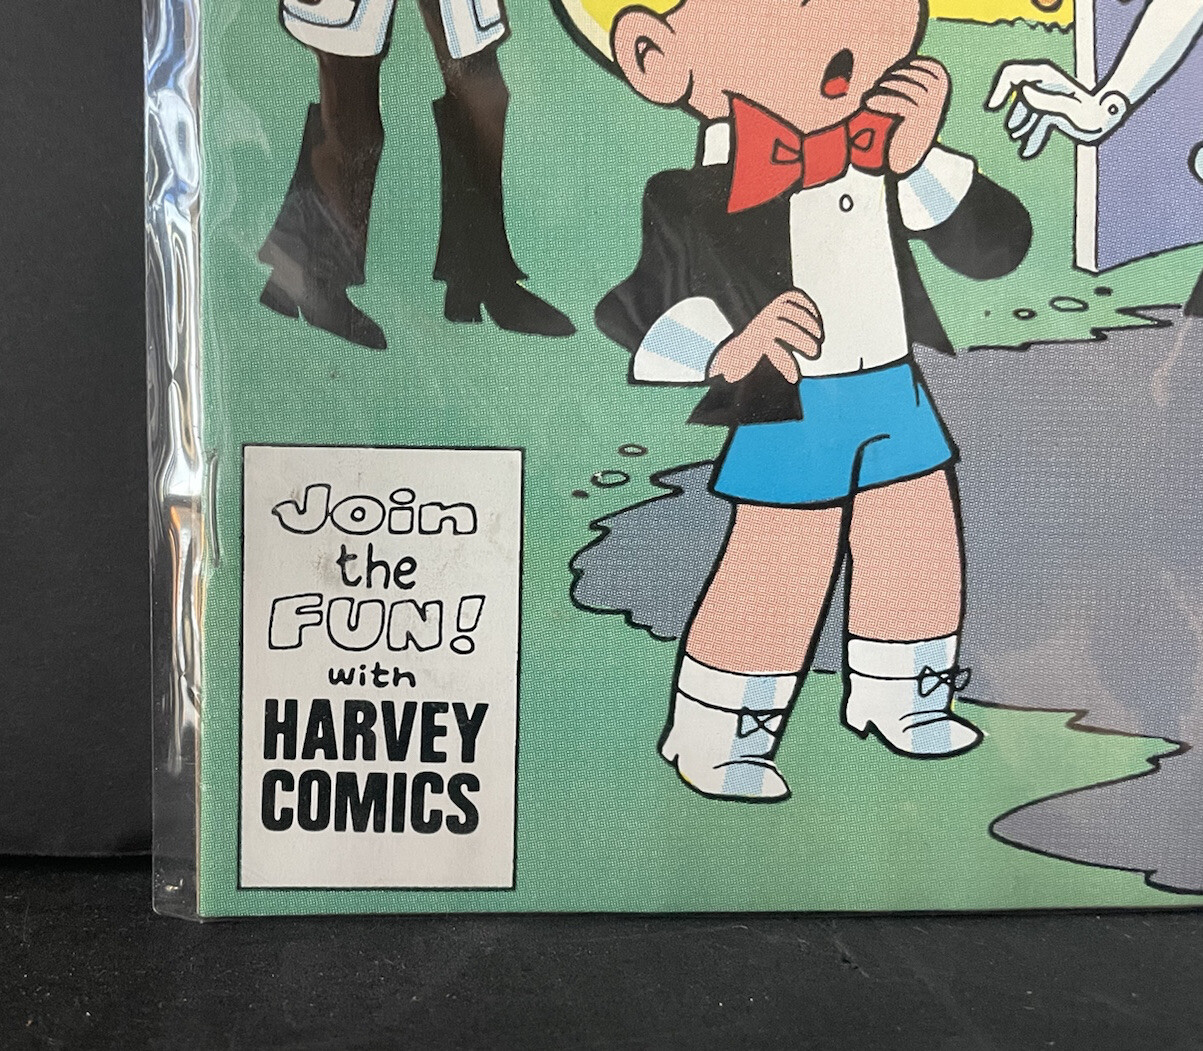 Join
the
FUN!
with
HARVEY
COMICS